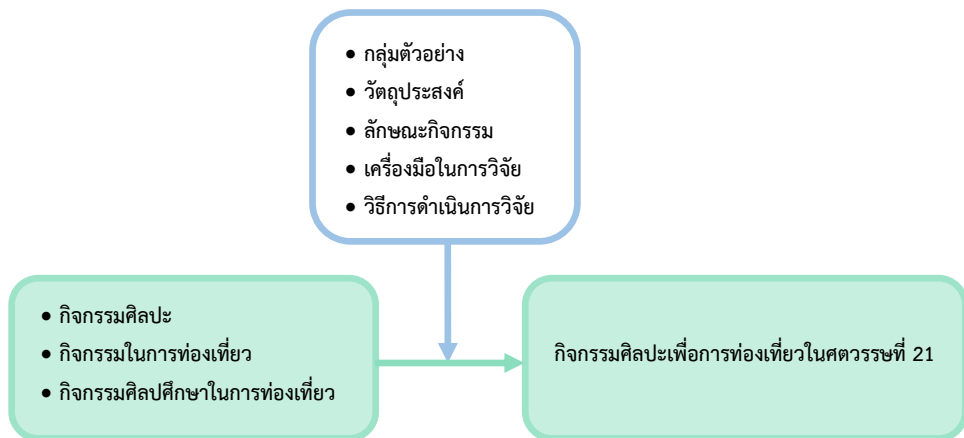 • กลุ่มตัวอย่าง
• วัตถุประสงค์
• ลักษณะกิจกรรม
• เครื่องมือในการวิจัย
• วิธีการดำเนินการวิจัย
• กิจกรรมศิลปะ
• กิจกรรมในการท่องเที่ยว
• กิจกรรมศิลปศึกษาในการท่องเที่ยว
กิจกรรมศิลปะเพื่อการท่องเที่ยวในศตวรรษที่ 21